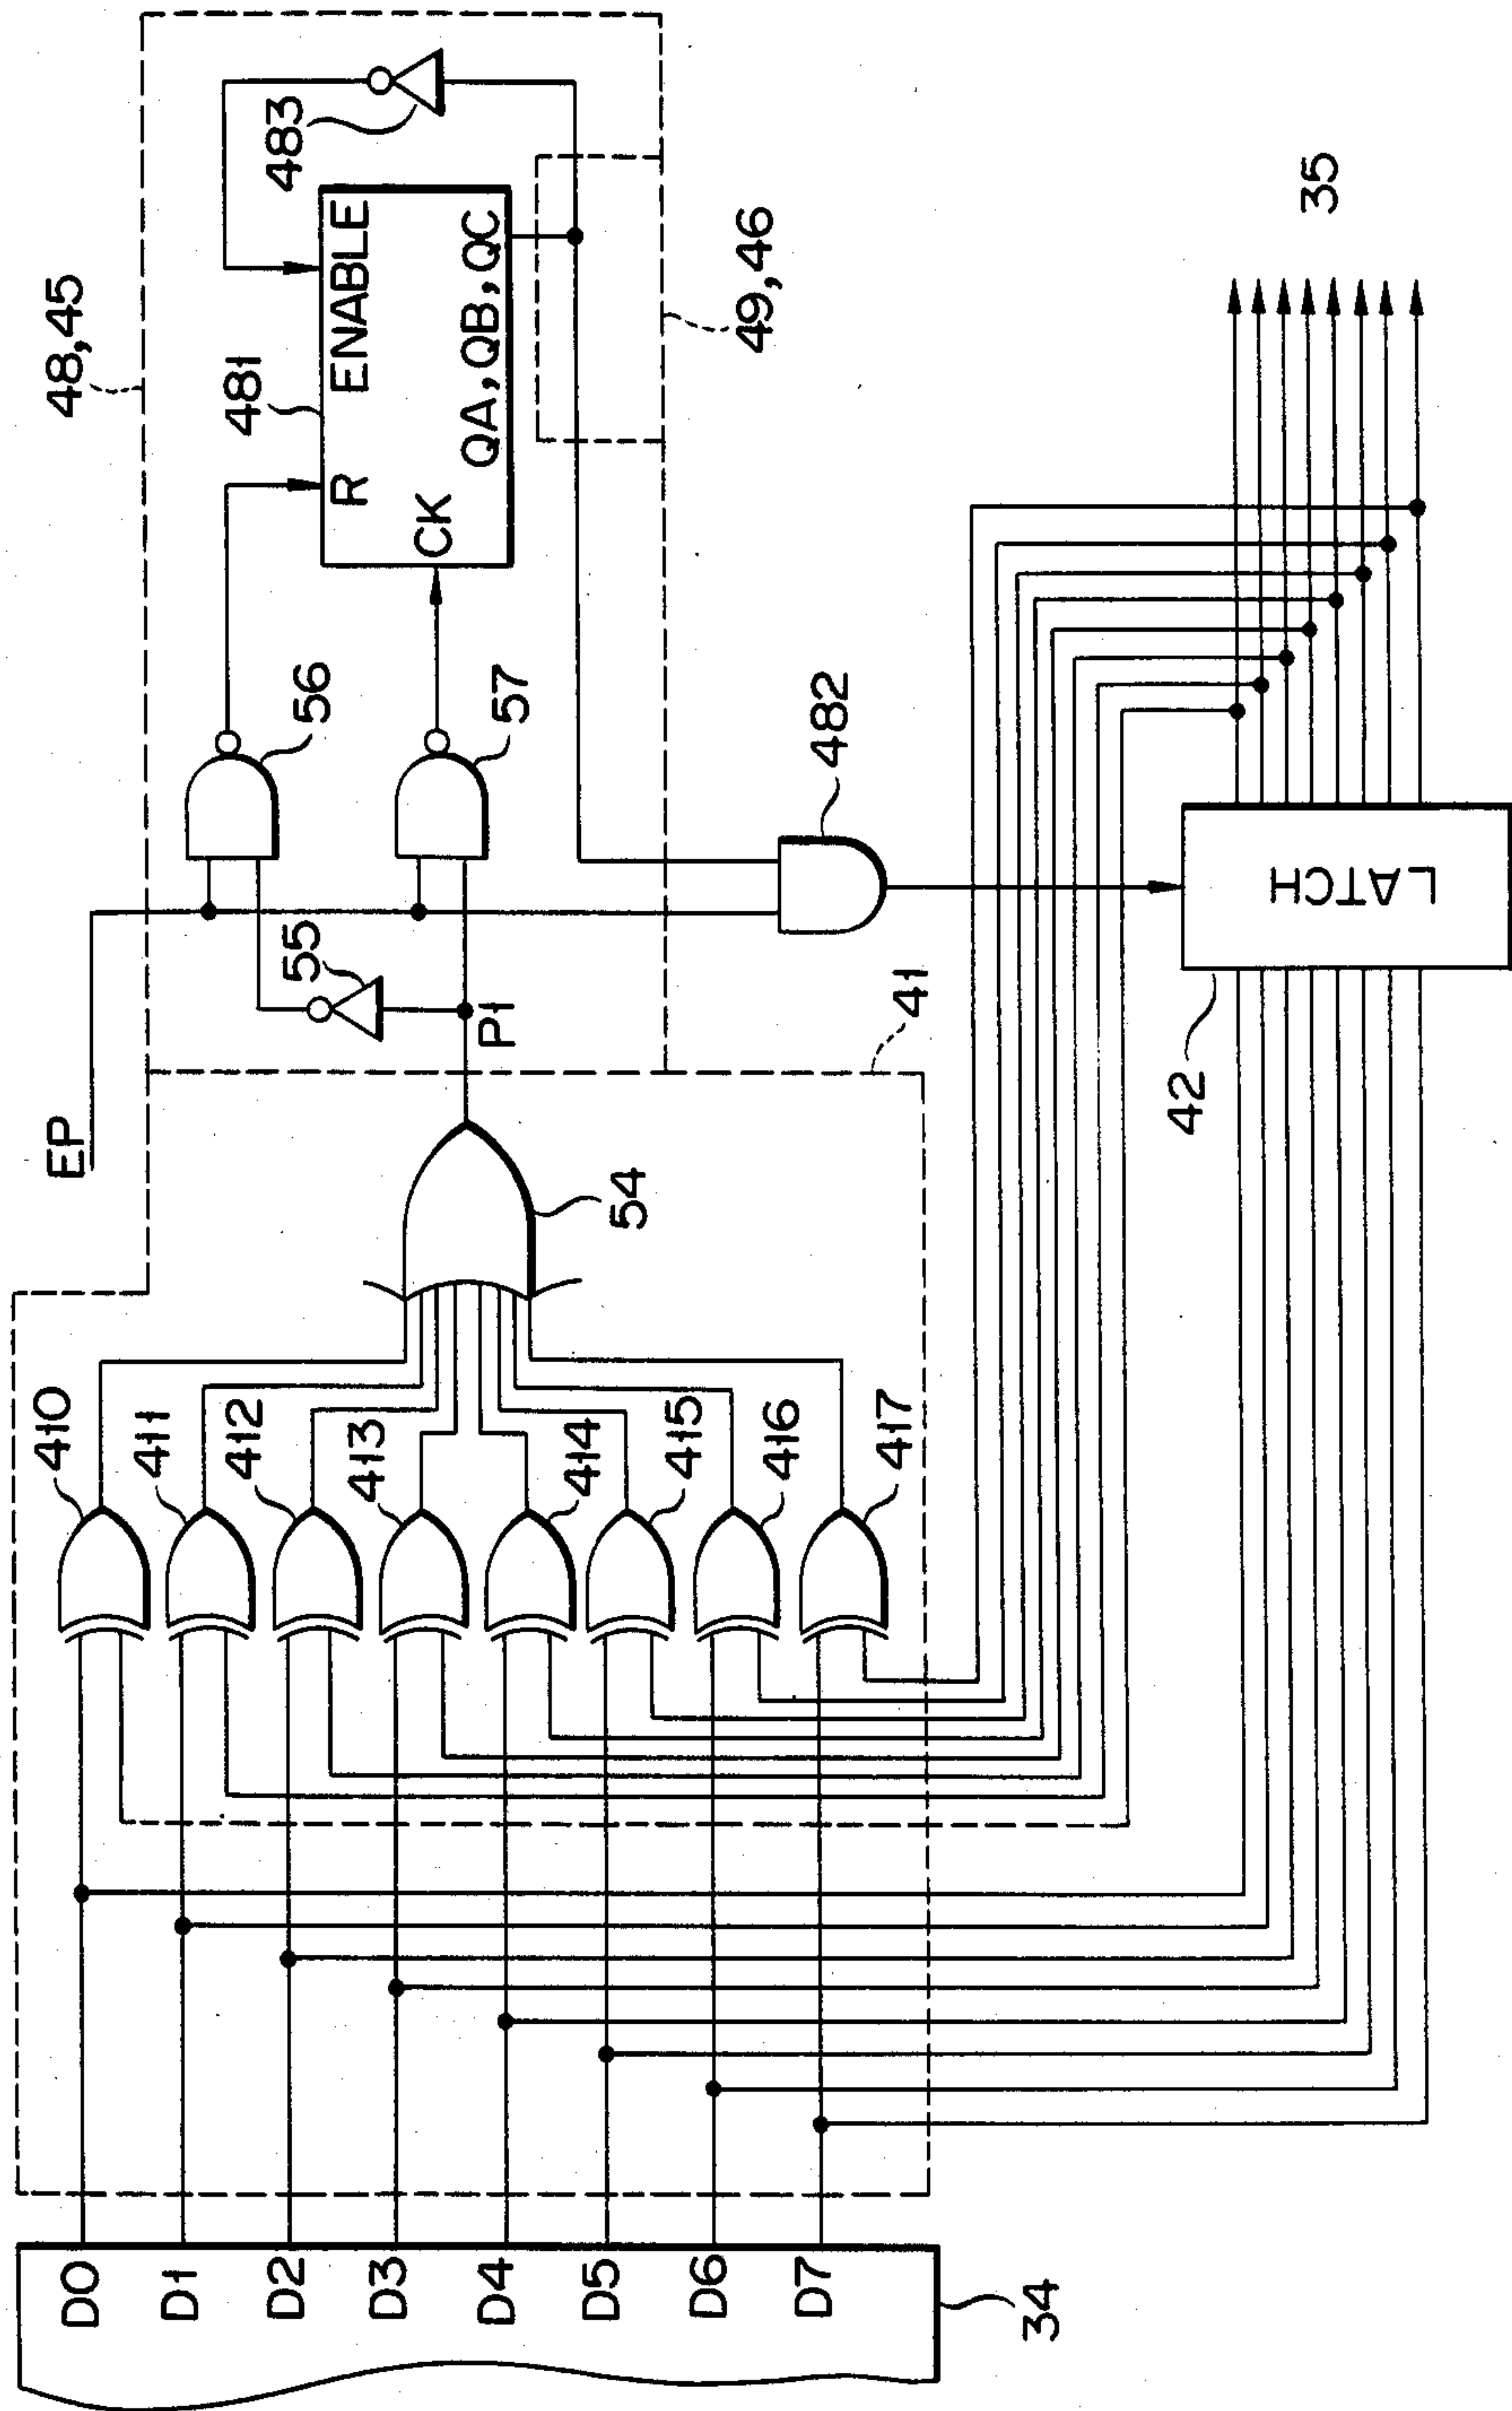 48,45
483
481
ENABLE
R
QA,QB,QC
CK
49,46
35
56
57
482
55
P1
41
EP
54
LATCH
42
410
411
412
413
414
415
416
417
D0
D1
D2
D3
D4
D5
D6
D7
34